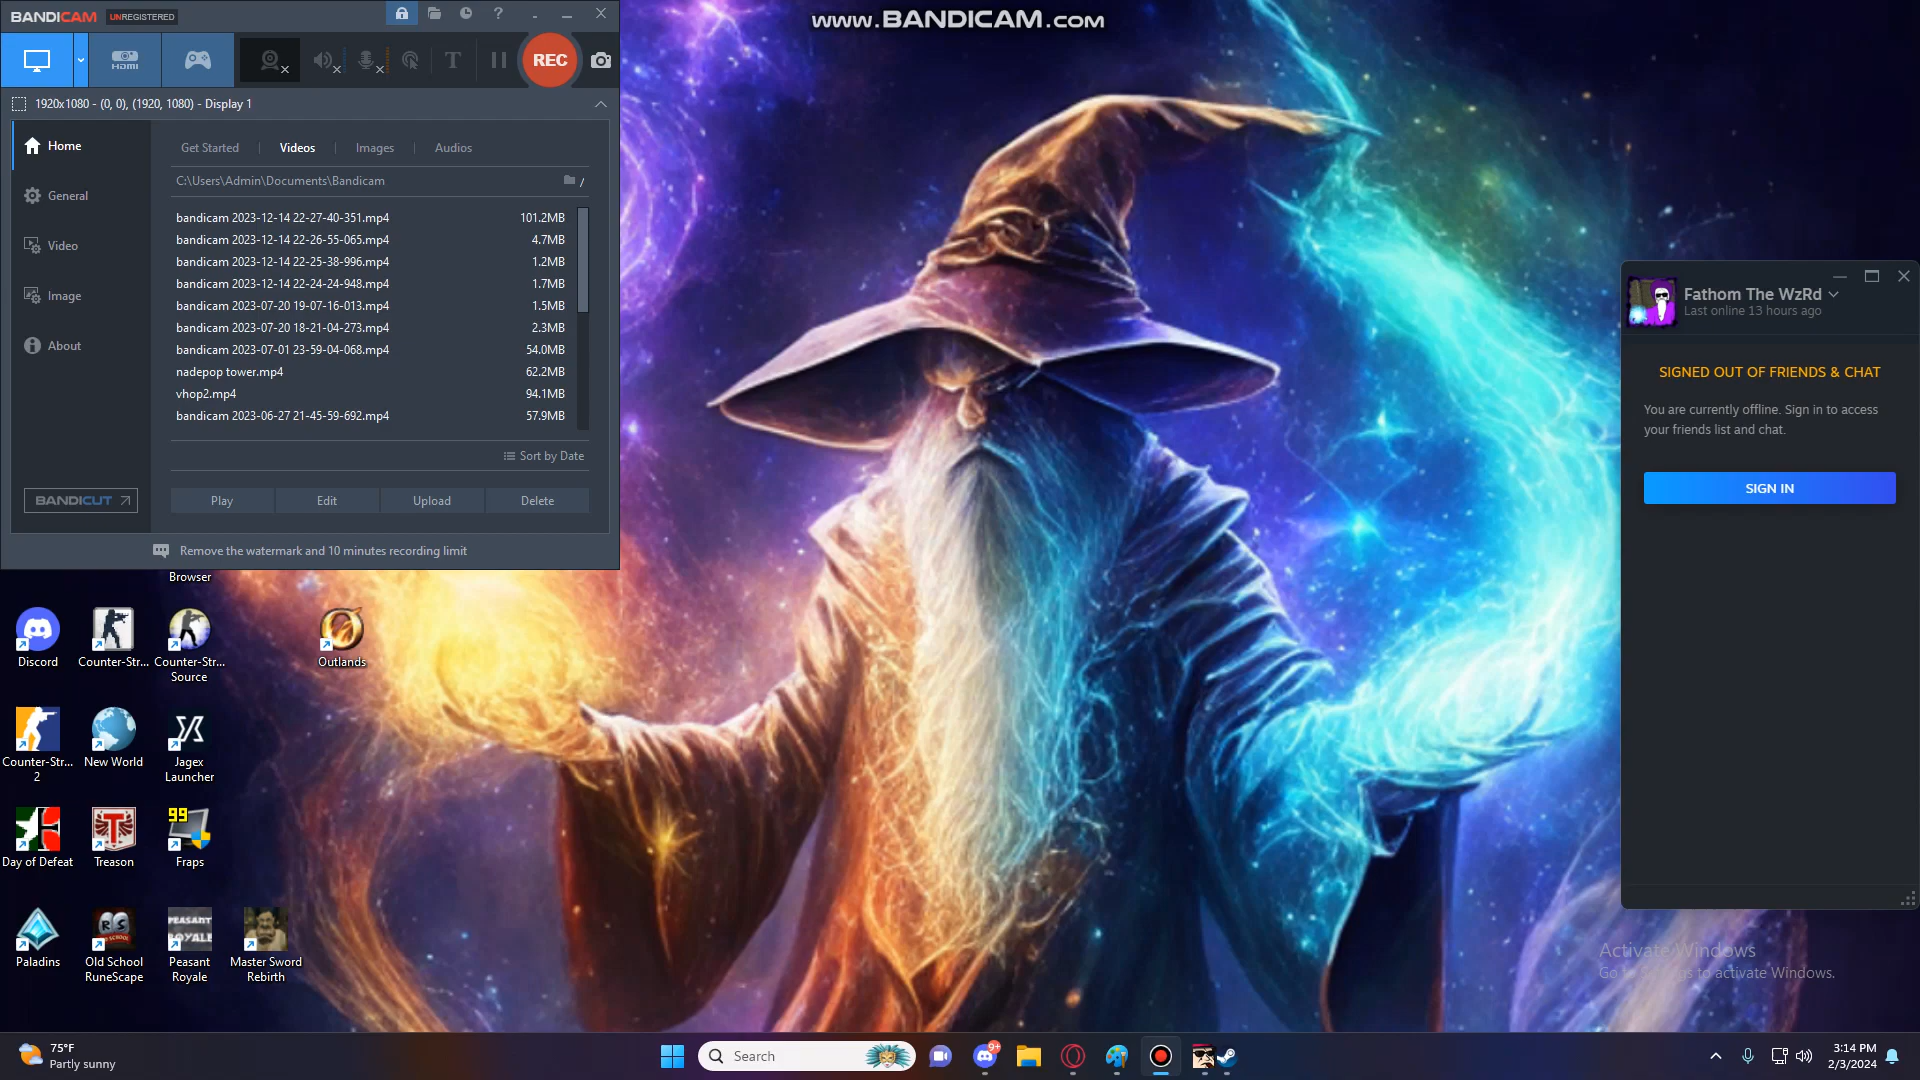 BANDICAM UNREGISTERED
?
www.BANDICAM.COM
HDMI
T
REC
1920x1080 - (0, 0), (1920, 1080) - Display 1
Home
General
Video
Image
About
BANDICUT
Get Started
Videos
Images
Audios
C:\Users\Admin\Documents\Bandicam
bandicam 2023-12-14 22-27-40-351.mp4 101.2MB
bandicam 2023-12-14 22-26-55-065.mp4 4.7MB
bandicam 2023-12-14 22-25-38-996.mp4 1.2MB
bandicam 2023-12-14 22-24-24-948.mp4 1.7MB
bandicam 2023-07-20 19-07-16-013.mp4 1.5MB
bandicam 2023-07-20 18-21-04-273.mp4 2.3MB
bandicam 2023-07-01 23-59-04-068.mp4 54.0MB
nadepop tower.mp4 62.2MB
vhop2.mp4 94.1MB
bandicam 2023-06-27 21-45-59-692.mp4 57.9MB
Sort by Date
Play
Edit
Upload
Delete
Remove the watermark and 10 minutes recording limit
Fathom The WzRd
Last online 13 hours ago
SIGNED OUT OF FRIENDS & CHAT
You are currently offline. Sign in to access
your friends list and chat.
SIGN IN
Browser
Discord
Counter-Str...
Counter-Str...
Source
Outlands
Counter-Str...
2
New World
Jagex
Launcher
99
Day of Defeat
Treason
Fraps
RS
PEASANT
ROYALE
Paladins
Old School
RuneScape
Peasant
Royale
Master Sword
Rebirth
Activate Windows
to activate Windows.
75°F
Partly sunny
Search
9+
3:14 PM
2/3/2024